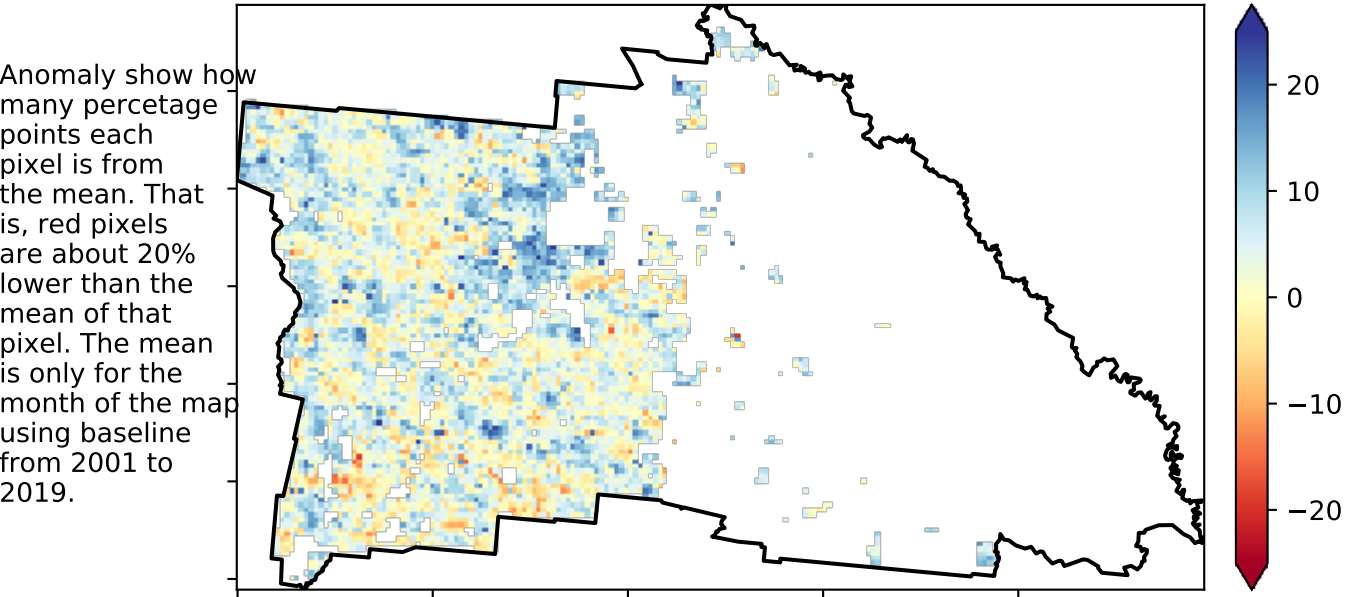 Anomaly show how
many percetage
points each
pixel is from
the mean. That
is, red pixels
are about 20%
lower than the
mean of that
pixel. The mean
is only for the
month of the map
using baseline
from 2001 to
2019.
20
10
0
−10
−20